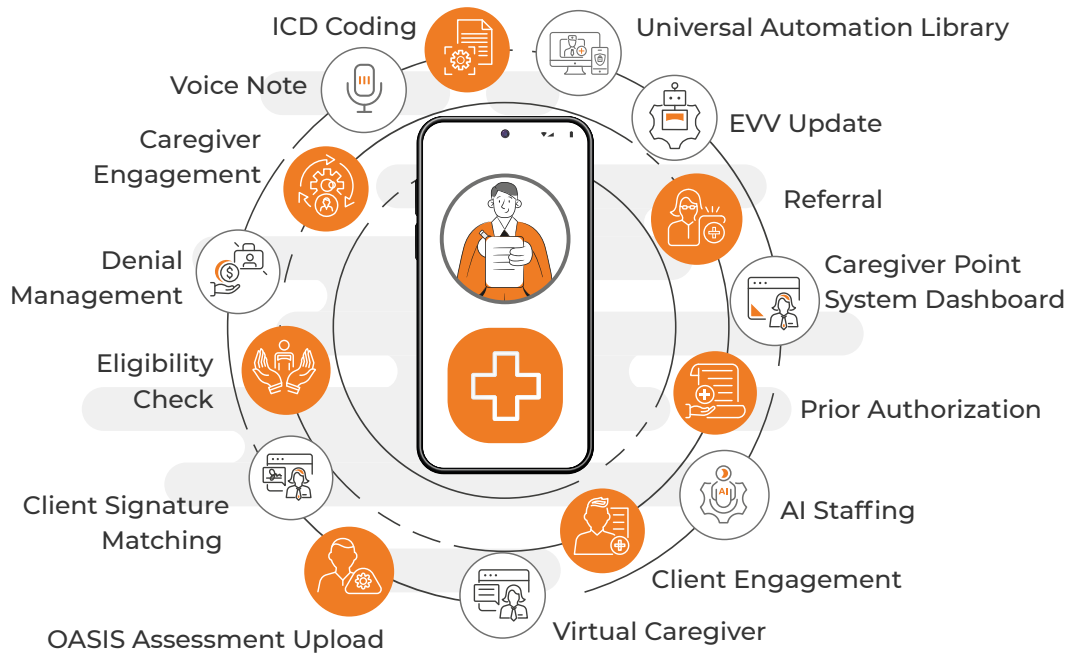 ICD Coding
Universal Automation Library
Voice Note
EVV Update
Caregiver
Engagement
Referral
Denial
Management
Caregiver Point
System Dashboard
Eligibility
Check
Prior Authorization
Client Signature
Matching
AI
AI Staffing
Client Engagement
OASIS Assessment Upload
Virtual Caregiver
$